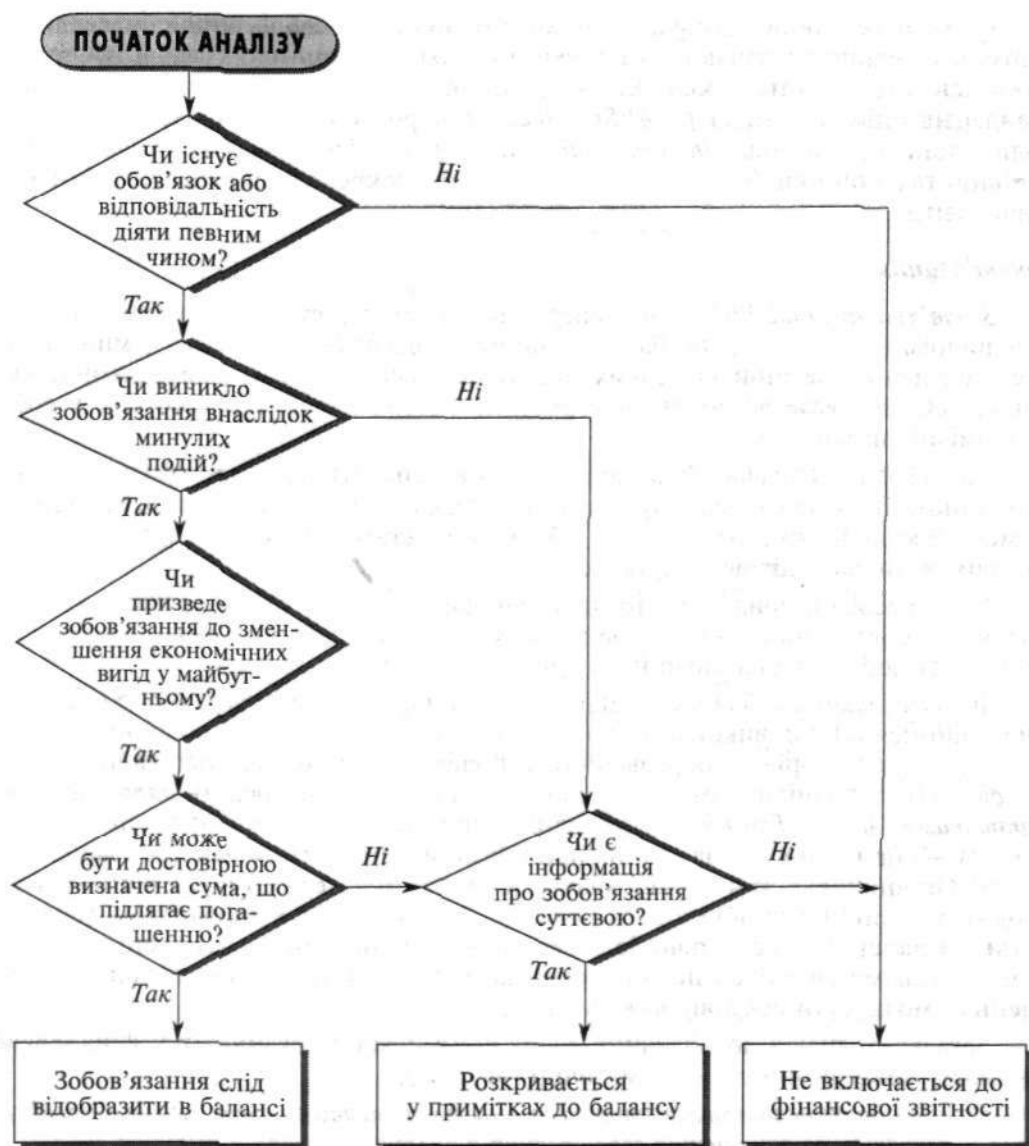 ПОЧАТОК АНАЛІЗУ
Чи існує
обов'язок або
відповідальність
діяти певним
чином?
Ні
Так
Чи виникло
зобов'язання внаслідок
минулих
подій?
Ні
Так
Чи
призведе
зобов'язання до змен-
шення економічних
вигід у майбут-
ньому?
Так
Чи може
бути достовірною
визначена сума, що
підлягає пога-
шенню?
Ні
Так
Чи є
інформація
про зобов'язання
суттєвою?
Ні
Так
Зобов'язання слід
відобразити в балансі
Розкривається
у примітках до балансу
Не включається до
фінансової звітності